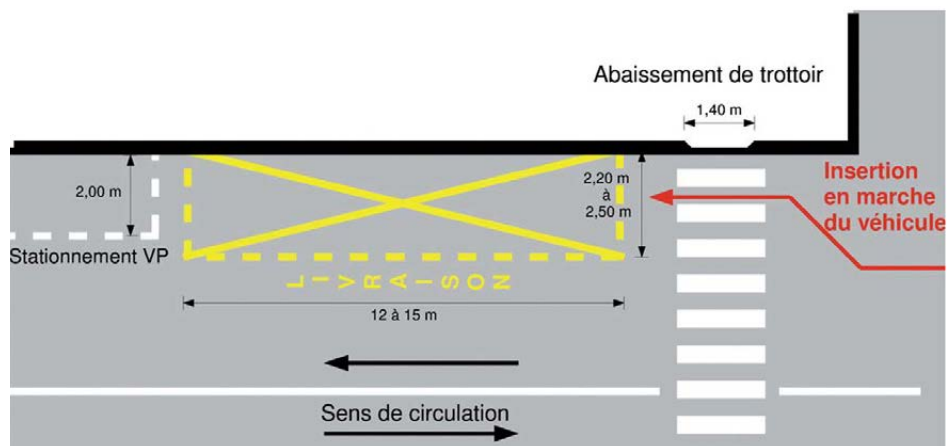 Abaissement de trottoir
1,40 m
2,00 m
2,20 m
à
2,50 m
Insertion
en marche
du véhicule
Stationnement VP
LIVRAISON
12 à 15 m
Sens de circulation